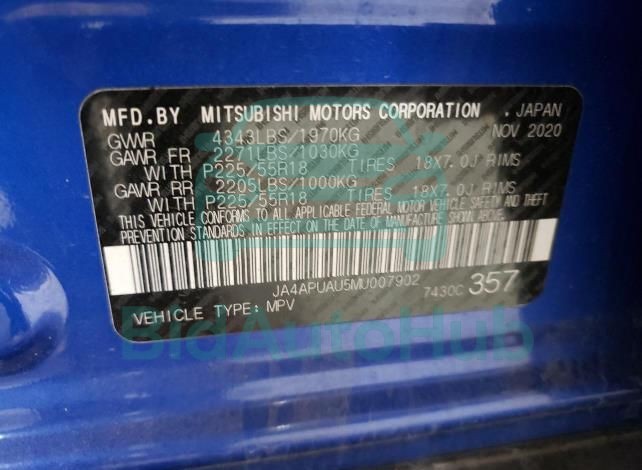 MFD.BY MITSUBISHI MOTORS CORPORATION . JAPAN
GVWR 4343LBS/1970KG NOV 2020
GAWR FR 2271LBS/1030KG
WITH P225/55R18 TIRES 18X7.0J RIMS
GAWR RR 2205LBS/1000KG
WITH P225/55R18 TIRES 18X7.0J RIMS
THIS VEHICLE CONFORMS TO ALL APPLICABLE FEDERAL MOTOR VEHICLE SAFETY AND THEFT
PREVENTION STANDARDS IN EFFECT ON THE DATE OF MANUFACTURE SHOWN ABOVE.
JA4APUAU5MU007902 7430C 357
VEHICLE TYPE: MPV
BidAutoHub